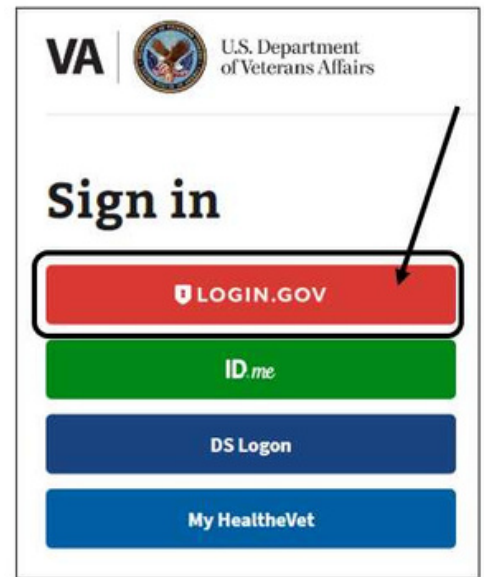 VA
U.S. Department
of Veterans Affairs
Sign in
LOGIN.GOV
ID.me
DS Logon
My HealtheVet